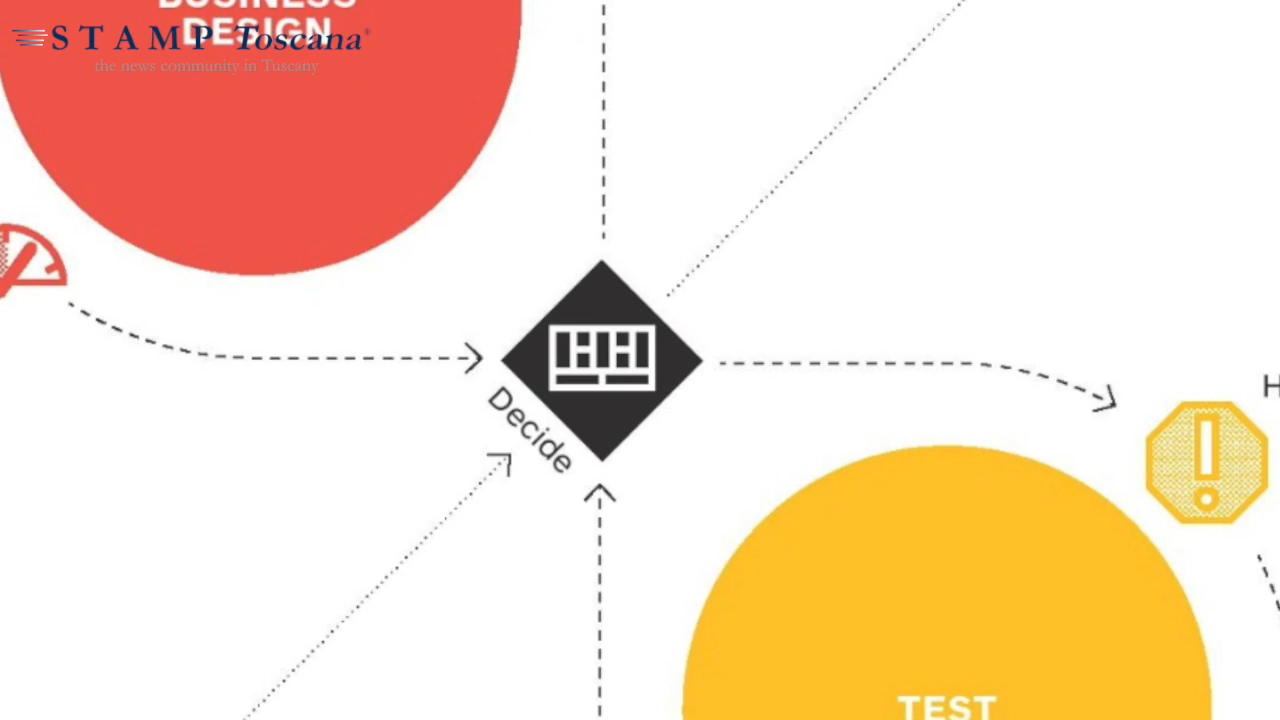 BUSINESS
DESIGN
STAMP Toscana®
the news community in Tuscany
Decide
H
TEST